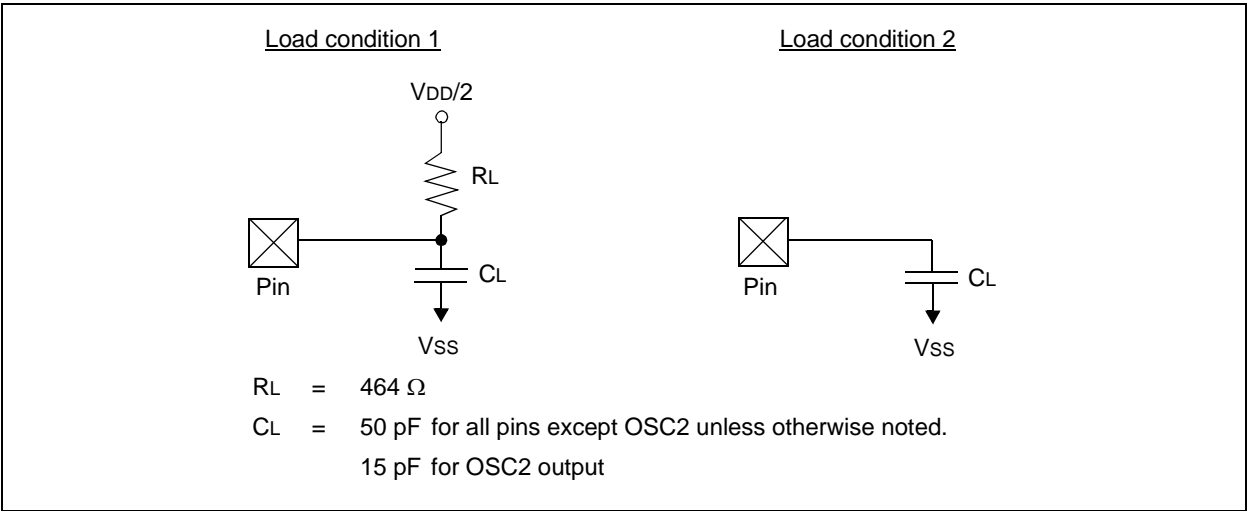 Load condition 1
VDD/2
RL
Pin
CL
VSS
Load condition 2
Pin
CL
VSS
RL = 464 Ω
CL = 50 pF for all pins except OSC2 unless otherwise noted.
15 pF for OSC2 output